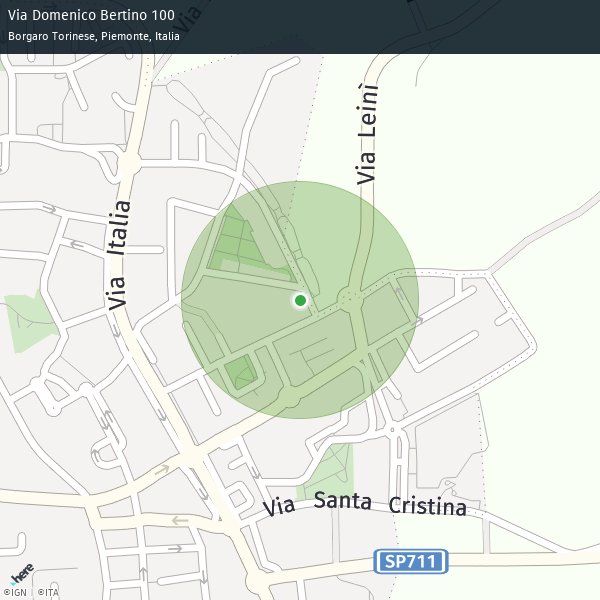 Via Domenico Bertino 100
Borgaro Torinese, Piemonte, Italia
Via
Via Leinì
Via Italia
Via Santa Cristina
SP711
here
©IGN | ©ITA